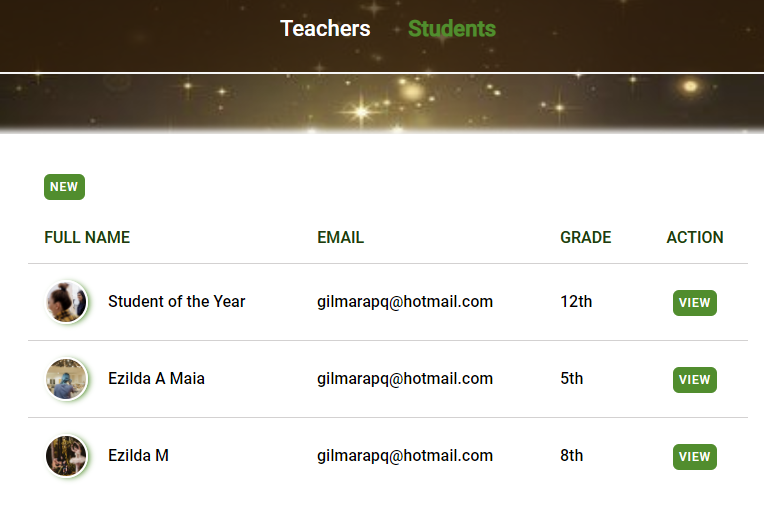 Teachers Students
NEW
FULL NAME EMAIL GRADE ACTION
Student of the Year gilmarapq@hotmail.com 12th VIEW
Ezilda A Maia gilmarapq@hotmail.com 5th VIEW
Ezilda M gilmarapq@hotmail.com 8th VIEW